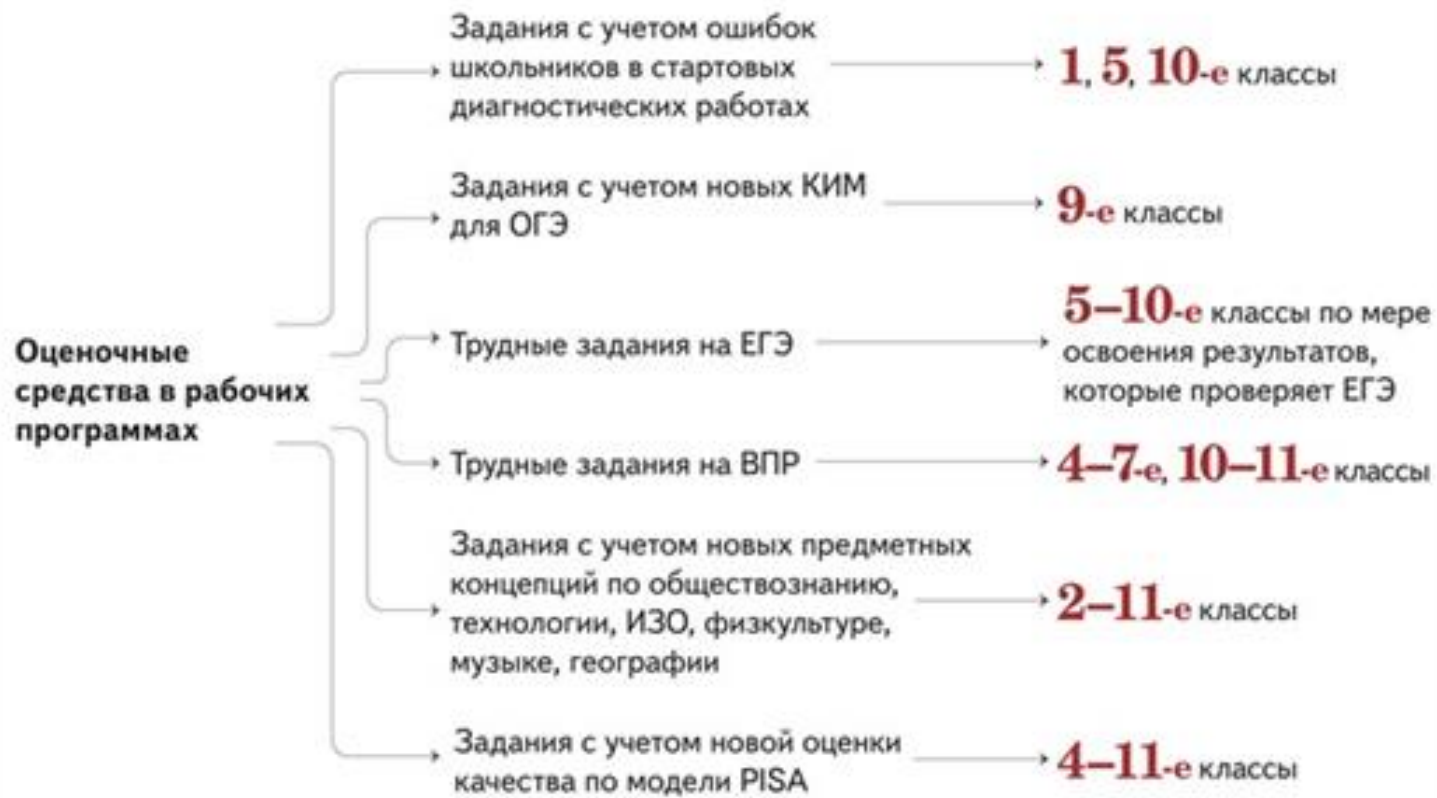 Оценочные
средства в рабочих
программах
Задания с учетом ошибок
школьников в стартовых
диагностических работах
1, 5, 10-е классы
Задания с учетом новых КИМ
для ОГЭ
9-е классы
Трудные задания на ЕГЭ
5–10-е классы по мере
освоения результатов,
которые проверяет ЕГЭ
Трудные задания на ВПР
4–7-е, 10–11-е классы
Задания с учетом новых предметных
концепций по обществознанию,
технологии, ИЗО, физкультуре,
музыке, географии
2–11-е классы
Задания с учетом новой оценки
качества по модели PISA
4–11-е классы